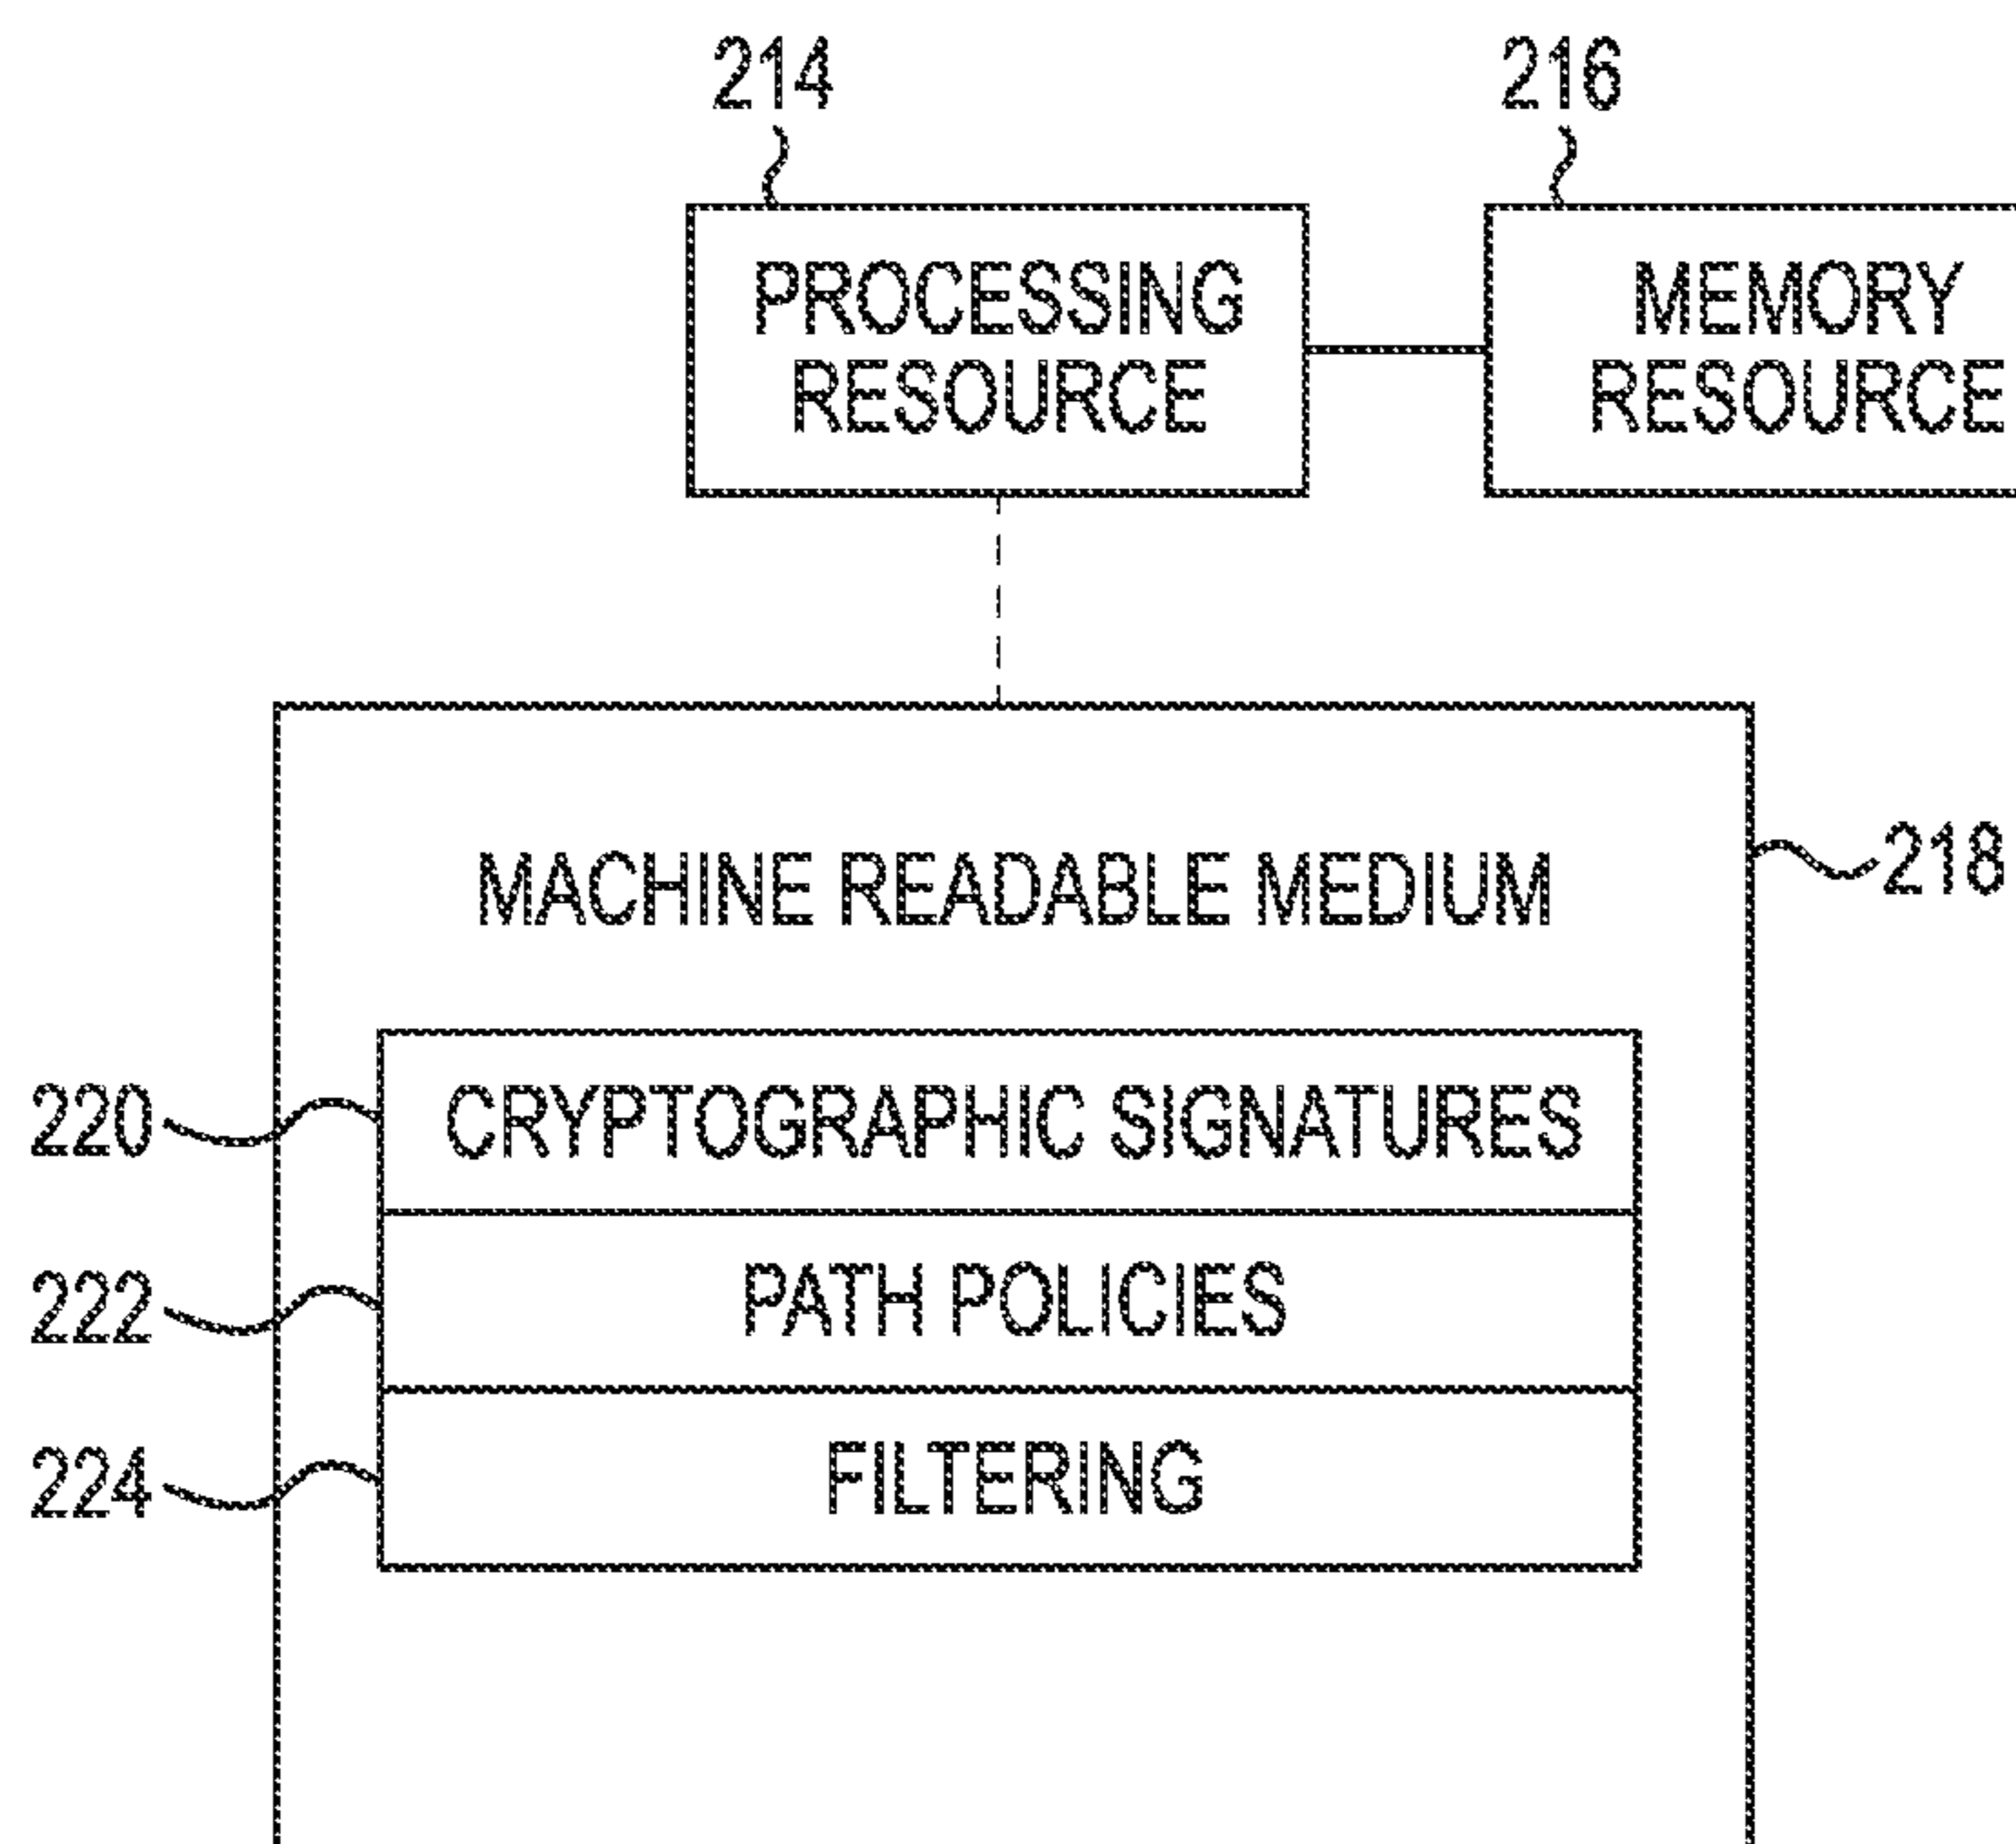 214
216
PROCESSING
RESOURCE
MEMORY
RESOURCE
MACHINE READABLE MEDIUM
218
220
CRYPTOGRAPHIC SIGNATURES
222
PATH POLICIES
224
FILTERING